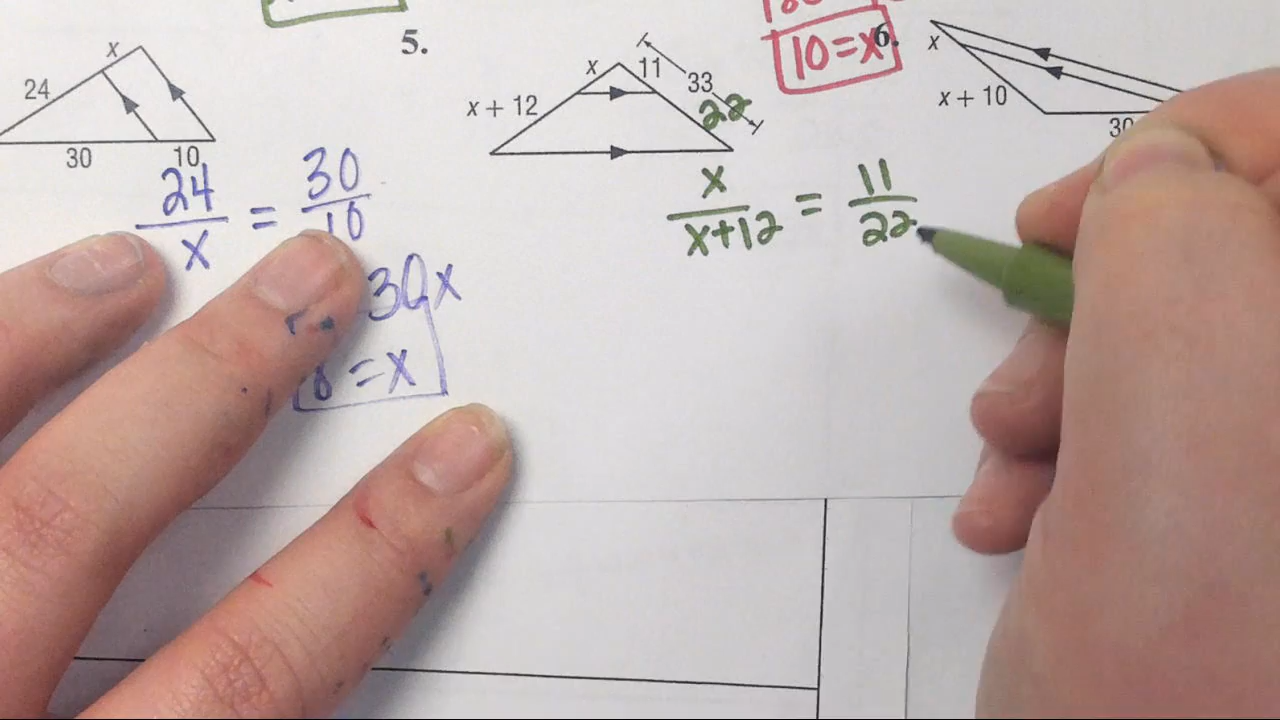 x
24
30
10
24/x = 30/10
30x
8 = x
5.
x
11
33
22
x + 12
x/x+12 = 11/22
10 = x
6.
x
x + 10
30